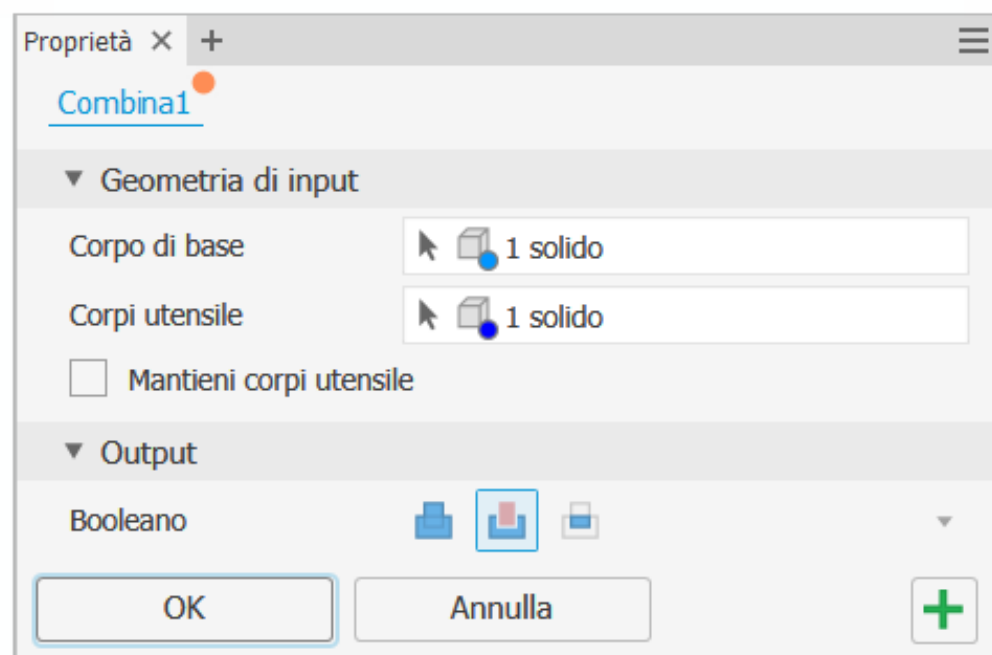 Proprietà
Combina1
Geometria di input
Corpo di base
1 solido
Corpi utensile
1 solido
Mantieni corpi utensile
Output
Booleano
OK
Annulla